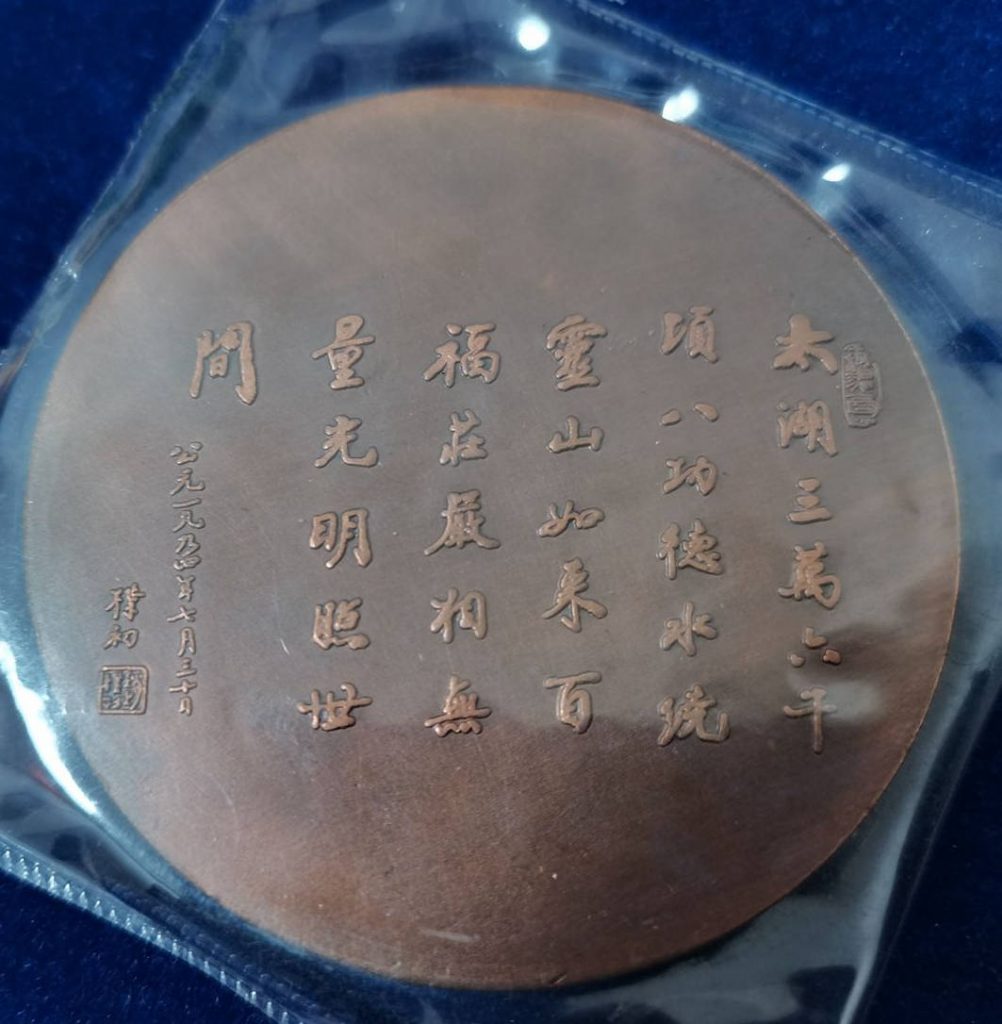 太湖三萬六千
頃八功德水繞
靈山如来百
福莊嚴相無
量光明照世
間
公元一九九四年七月三十日
樸初